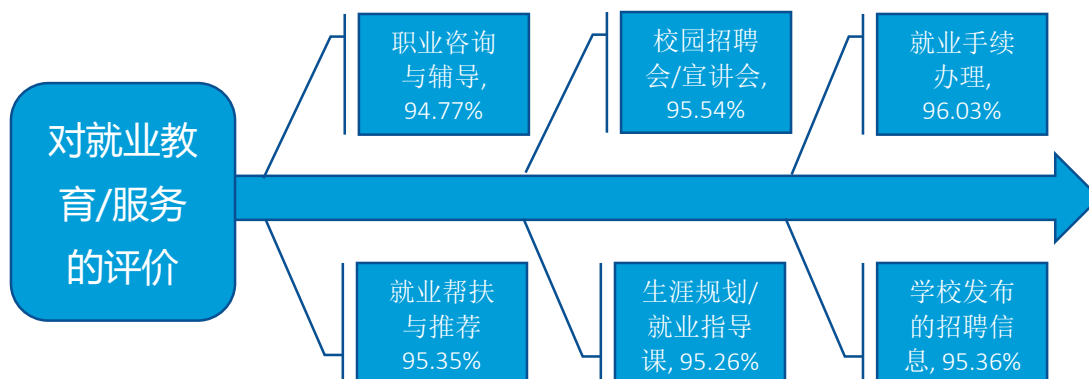 对就业教
育/服务
的评价
职业咨询
与辅导,
94.77%
校园招聘
会/宣讲会,
95.54%
就业手续
办理,
96.03%
就业帮扶
与推荐
95.35%
生涯规划/
就业指导
课, 95.26%
学校发布
的招聘信
息, 95.36%